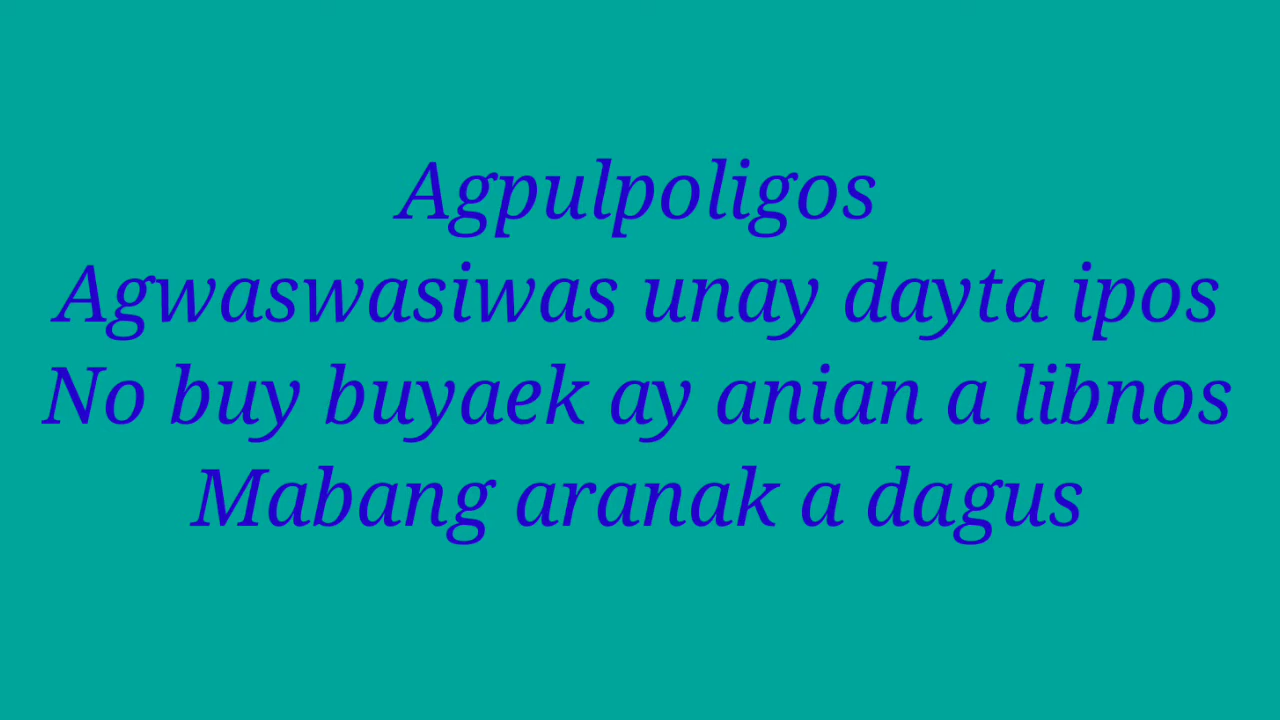 Agpulpoligos
Agwaswasiwas unay dayta ipos
No buy buyaek ay anian a libnos
Mabang aranak a dagus